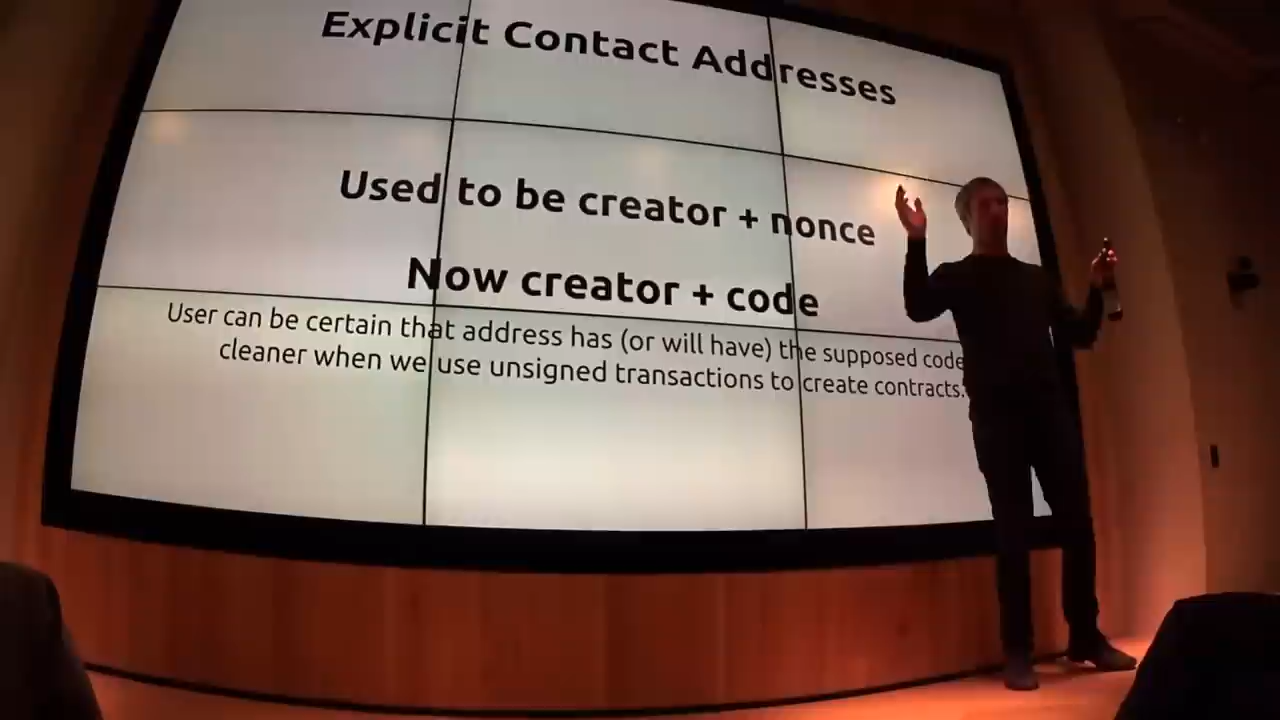 Explicit Contact Addresses
Used to be creator + nonce
Now creator + code
User can be certain that address has (or will have) the supposed code
cleaner when we use unsigned transactions to create contracts.